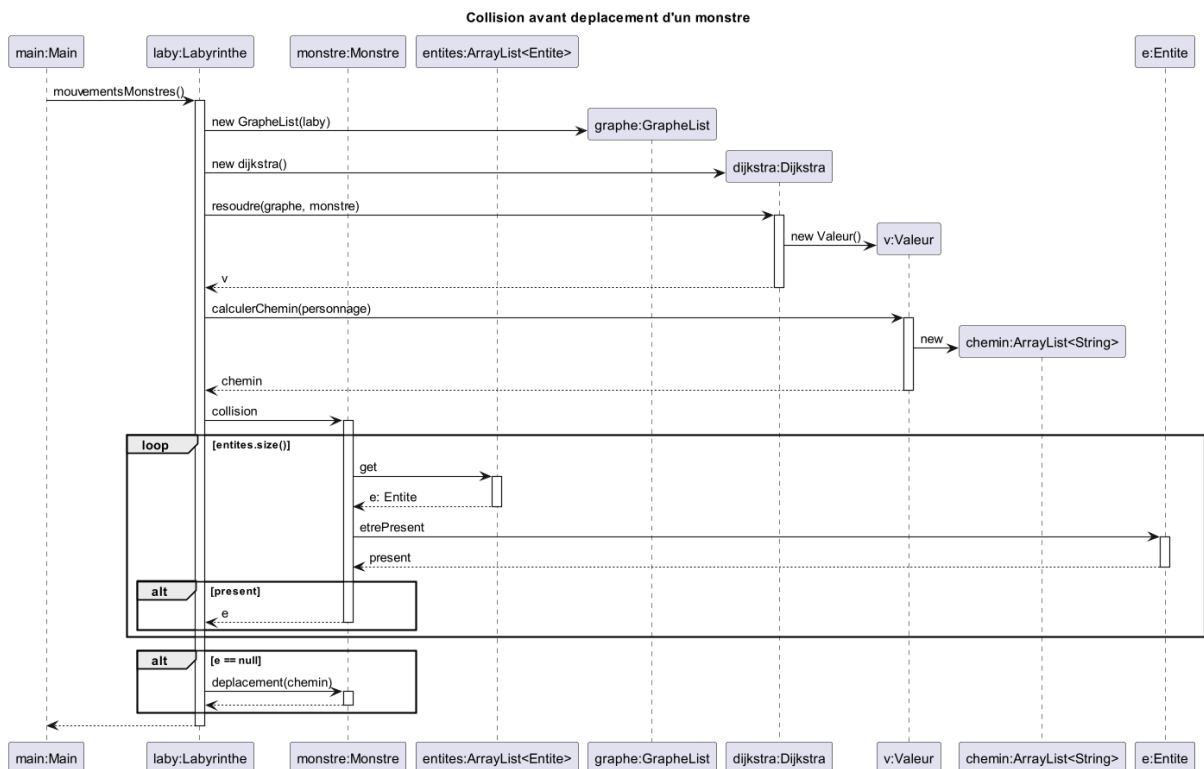 Collision avant deplacement d'un monstre
main:Main
laby:Labyrinthe
monstre:Monstre
entites:ArrayList<Entite>
e:Entite
mouvementsMonstres()
new GrapheList(laby)
graphe:GrapheList
new dijkstra()
dijkstra:Dijkstra
resoudre(graphe, monstre)
new Valeur()
v:Valeur
v
calculerChemin(personnage)
new
chemin:ArrayList<String>
chemin
collision
loop
[entites.size()]
get
e: Entite
etrePresent
present
alt
[present]
e
alt
[e == null]
deplacement(chemin)
main:Main
laby:Labyrinthe
monstre:Monstre
entites:ArrayList<Entite>
graphe:GrapheList
dijkstra:Dijkstra
v:Valeur
chemin:ArrayList<String>
e:Entite